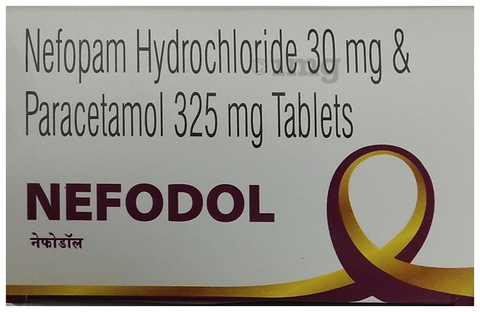 Nefopam Hydrochloride 30 mg &
Paracetamol 325 mg Tablets
NEFODOL
नेफोडॉल